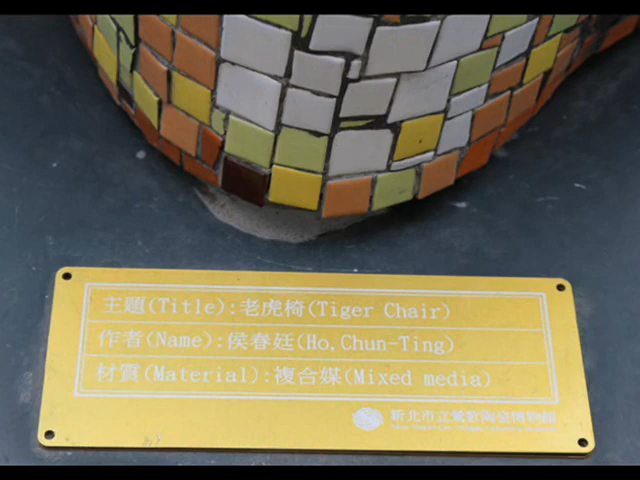 主題(Title):老虎椅(Tiger Chair)
作者(Name):侯春廷(Ho,Chun-Ting)
材質(Material):複合媒(Mixed media)
新北市立鶯歌陶瓷博物館